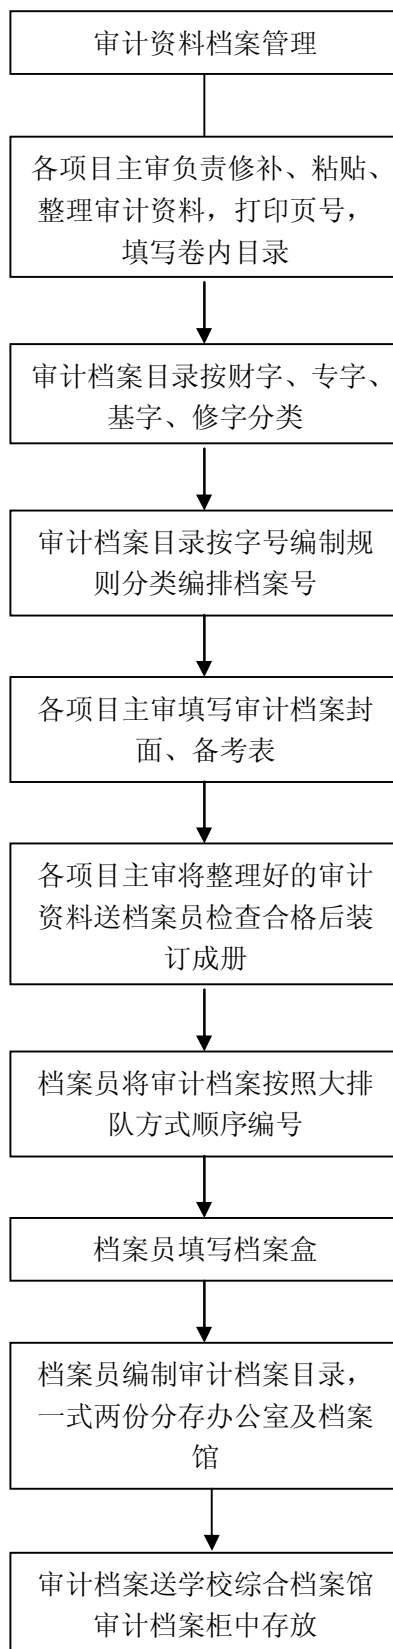 审计资料档案管理
各项目主审负责修补、粘贴、
整理审计资料，打印页号，
填写卷内目录
审计档案目录按财字、专字、
基字、修字分类
审计档案目录按字号编制规
则分类编排档案号
各项目主审填写审计档案封
面、备考表
各项目主审将整理好的审计
资料送档案员检查合格后装
订成册
档案员将审计档案按照大排
队方式顺序编号
档案员填写档案盒
档案员编制审计档案目录，
一式两份分存办公室及档案
馆
审计档案送学校综合档案馆
审计档案柜中存放